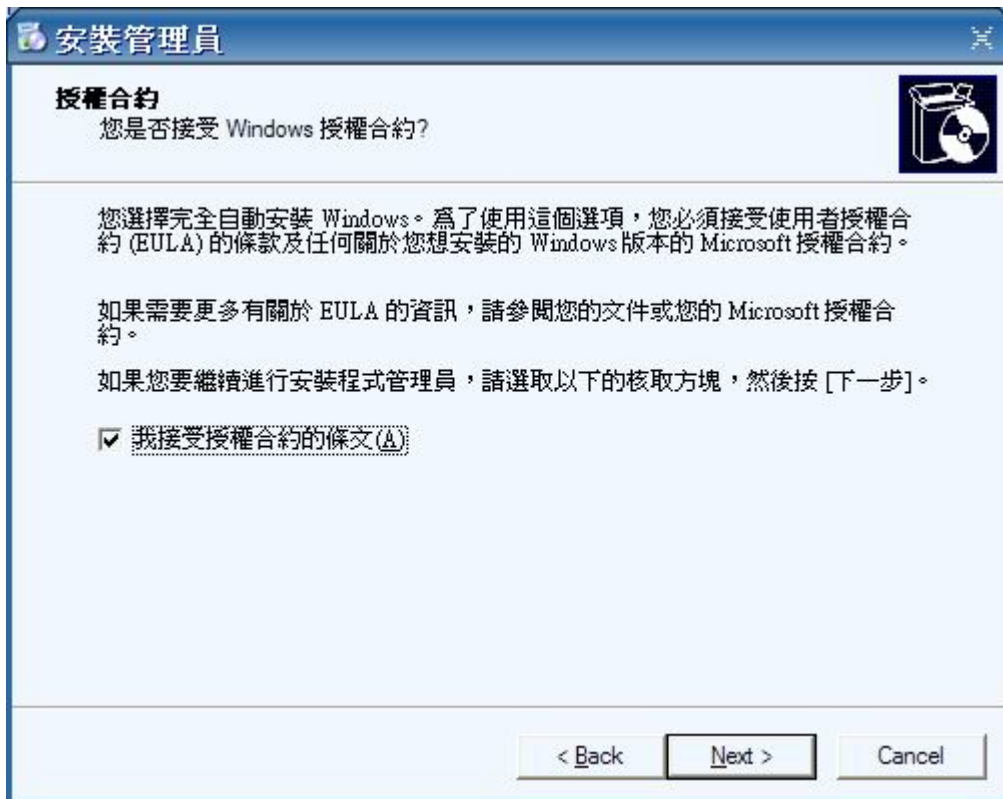 安裝管理員
授權合約
您是否接受 Windows 授權合約?
您選擇完全自動安裝 Windows。為了使用這個選項，您必須接受使用者授權合
約 (EULA) 的條款及任何關於您想安裝的 Windows 版本的 Microsoft 授權合約。
如果需要更多有關於 EULA 的資訊，請參閱您的文件或您的 Microsoft 授權合
約。
如果您要繼續進行安裝程式管理員，請選取以下的核取方塊，然後按 [下一步]。
我接受授權合約的條文(A)
< Back
Next >
Cancel